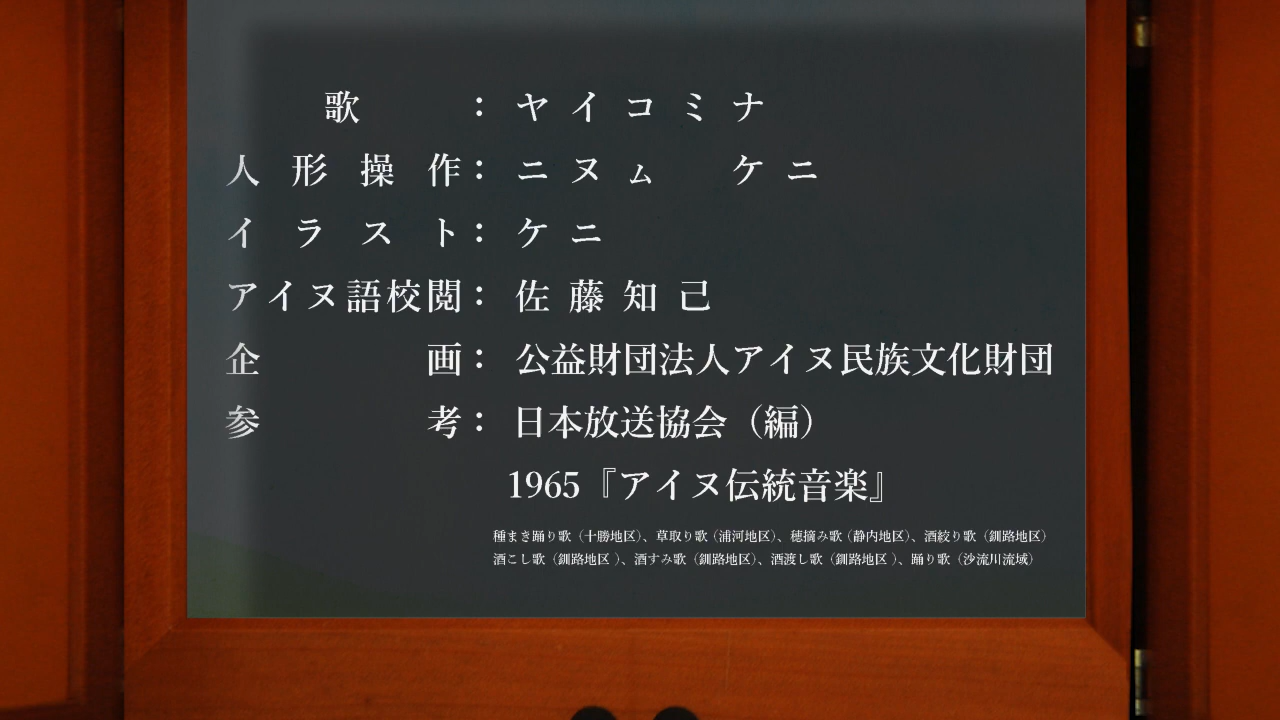 歌：ヤイコミナ
人形操作：ニヌㇺ ケニ
イラスト：ケニ
アイヌ語校閲：佐藤知己
企画：公益財団法人アイヌ民族文化財団
参考：日本放送協会（編）
1965『アイヌ伝統音楽』
種まき踊り歌（十勝地区）、草取り歌（浦河地区）、穂摘み歌（静内地区）、酒絞り歌（釧路地区）
酒こし歌（釧路地区）、酒すみ歌（釧路地区）、酒渡し歌（釧路地区）、踊り歌（沙流川流域）